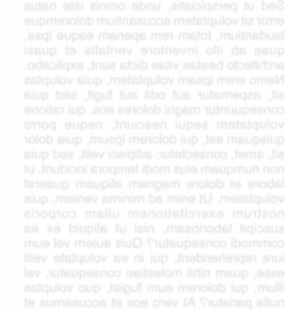 Sed ut perspiciatis, unde omnis iste natus
error sit voluptatem accusantium doloremque
laudantium, totam rem aperiam eaque ipsa,
quae ab illo inventore veritatis et quasi
architecto beatae vitae dicta sunt, explicabo.
Nemo enim ipsam voluptatem, quia voluptas
sit, aspernatur aut odit aut fugit, sed quia
consequuntur magni dolores eos, qui ratione
voluptatem sequi nesciunt, neque porro
quisquam est, qui dolorem ipsum, quia dolor
sit, amet, consectetur, adipisci velit, sed quia
non numquam eius modi tempora incidunt, ut
labore et dolore magnam aliquam quaerat
voluptatem. Ut enim ad minima veniam, quis
nostrum exercitationem ullam corporis
suscipit laboriosam, nisi ut aliquid ex ea
commodi consequatur? Quis autem vel eum
iure reprehenderit, qui in ea voluptate velit
esse, quam nihil molestiae consequatur, vel
illum, qui dolorem eum fugiat, quo voluptas
nulla pariatur? At vero eos et accusamus et